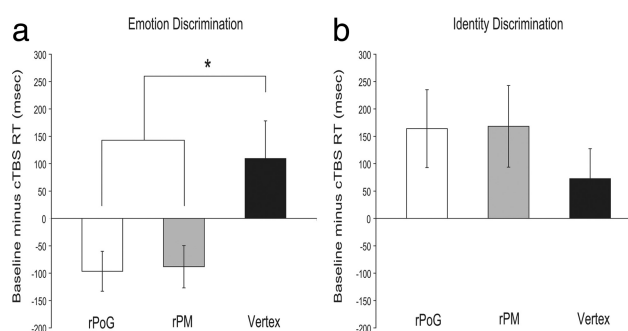 a
Emotion Discrimination
Baseline minus cTBS RT (msec)
300
250
200
150
100
50
0
-50
-100
-150
-200
*
rPoG rPM Vertex
b
Identity Discrimination
Baseline minus cTBS RT (msec)
300
250
200
150
100
50
0
-50
-100
-150
-200
rPoG rPM Vertex